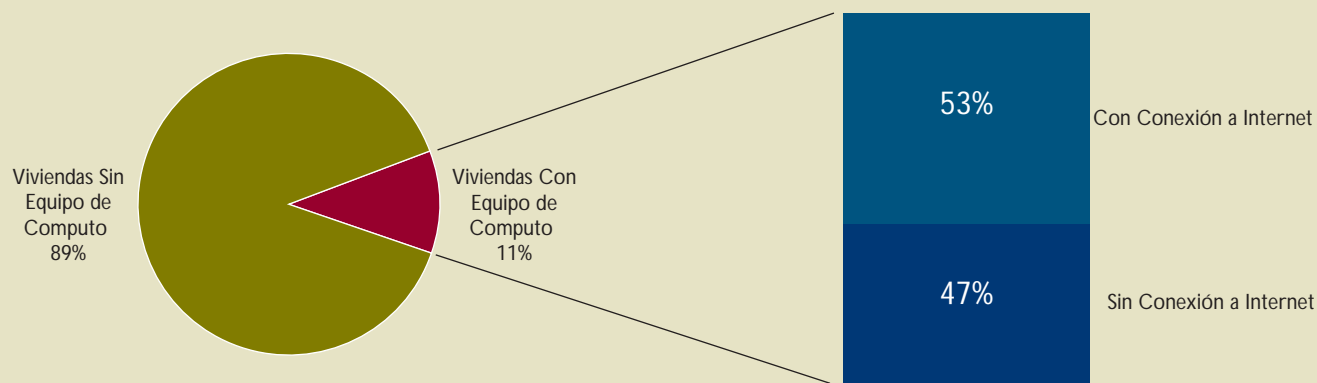 Viviendas Sin
Equipo de
Computo
89%
Viviendas Con
Equipo de
Computo
11%
53%
Con Conexión a Internet
47%
Sin Conexión a Internet